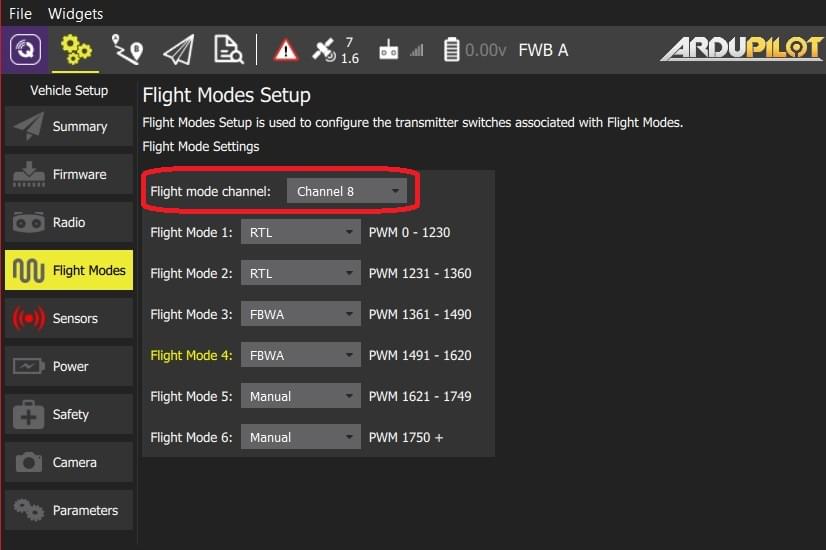 File Widgets
7
1.6
0.00v
FWB A
ARDUPILOT
Vehicle Setup
Summary
Firmware
Radio
Flight Modes
Sensors
Power
Safety
Camera
Parameters
Flight Modes Setup
Flight Modes Setup is used to configure the transmitter switches associated with Flight Modes.
Flight Mode Settings
Flight mode channel: Channel 8
Flight Mode 1: RTL PWM 0 - 1230
Flight Mode 2: RTL PWM 1231 - 1360
Flight Mode 3: FBWA PWM 1361 - 1490
Flight Mode 4: FBWA PWM 1491 - 1620
Flight Mode 5: Manual PWM 1621 - 1749
Flight Mode 6: Manual PWM 1750 +